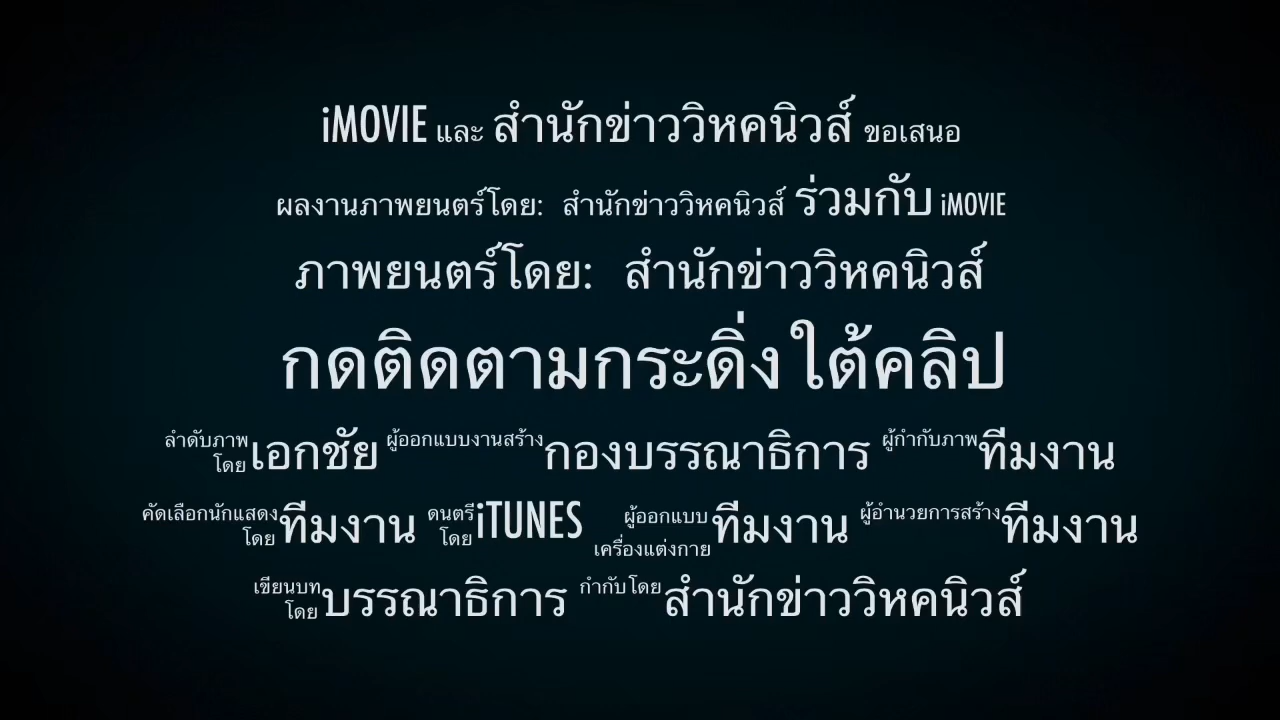 iMOVIE และ สำนักข่าววิหคนิวส์ ขอเสนอ
ผลงานภาพยนตร์โดย: สำนักข่าววิหคนิวส์ ร่วมกับ iMOVIE
ภาพยนตร์โดย: สำนักข่าววิหคนิวส์
กดติดตามกระดิ่ง ใต้คลิป
ลำดับภาพโดย เอกชัย ผู้ออกแบบงานสร้าง กองบรรณาธิการ ผู้กำกับภาพ ทีมงาน
คัดเลือกนักแสดงโดย ทีมงาน ดนตรีโดย iTUNES ผู้ออกแบบเครื่องแต่งกาย ทีมงาน ผู้อำนวยการสร้าง ทีมงาน
เขียนบทโดย บรรณาธิการ กำกับโดย สำนักข่าววิหคนิวส์